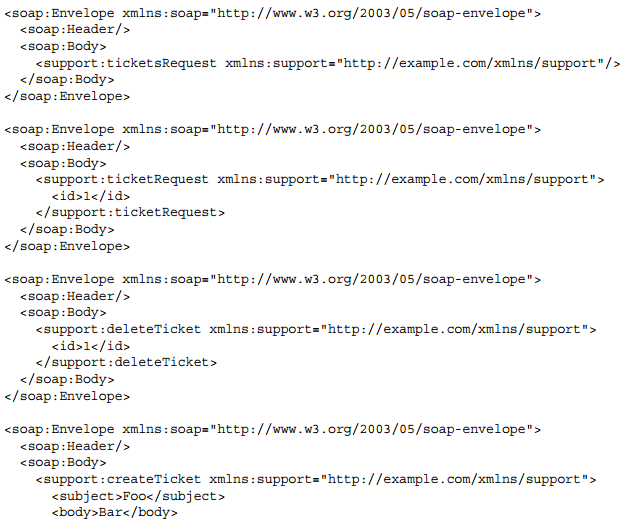 <soap:Envelope xmlns:soap="http://www.w3.org/2003/05/soap-envelope">
  <soap:Header/>
  <soap:Body>
    <support:ticketsRequest xmlns:support="http://example.com/xmlns/support"/>
  </soap:Body>
</soap:Envelope>

<soap:Envelope xmlns:soap="http://www.w3.org/2003/05/soap-envelope">
  <soap:Header/>
  <soap:Body>
    <support:ticketRequest xmlns:support="http://example.com/xmlns/support">
      <id>1</id>
    </support:ticketRequest>
  </soap:Body>
</soap:Envelope>

<soap:Envelope xmlns:soap="http://www.w3.org/2003/05/soap-envelope">
  <soap:Header/>
  <soap:Body>
    <support:deleteTicket xmlns:support="http://example.com/xmlns/support">
      <id>1</id>
    </support:deleteTicket>
  </soap:Body>
</soap:Envelope>

<soap:Envelope xmlns:soap="http://www.w3.org/2003/05/soap-envelope">
  <soap:Header/>
  <soap:Body>
    <support:createTicket xmlns:support="http://example.com/xmlns/support">
      <subject>Foo</subject>
      <body>Bar</body>